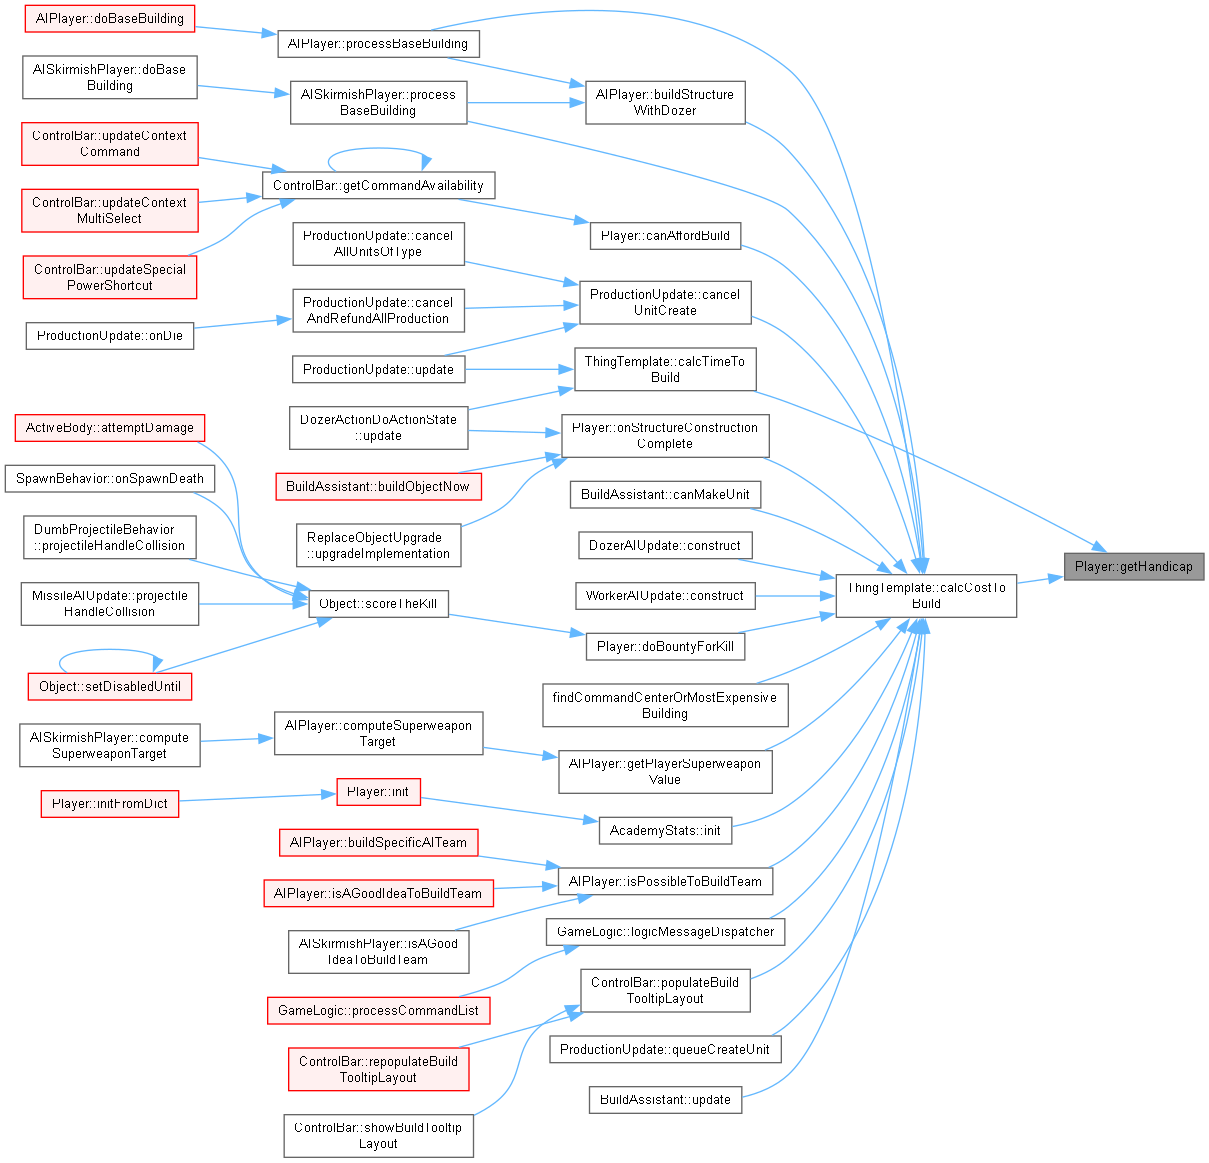 AIPlayer::doBaseBuilding
AIPlayer::processBaseBuilding
AISkirmishPlayer::doBase
Building
AISkirmishPlayer::process
BaseBuilding
AIPlayer::buildStructure
WithDozer
ControlBar::updateContext
Command
ControlBar::getCommandAvailability
ControlBar::updateContext
MultiSelect
ControlBar::updateSpecial
PowerShortcut
Player::canAffordBuild
ProductionUpdate::cancel
AllUnitsOfType
ProductionUpdate::cancel
AndRefundAllProduction
ProductionUpdate::cancel
UnitCreate
ProductionUpdate::onDie
ProductionUpdate::update
ThingTemplate::calcTimeTo
Build
DozerActionDoActionState
::update
Player::onStructureConstruction
Complete
ActiveBody::attemptDamage
SpawnBehavior::onSpawnDeath
BuildAssistant::buildObjectNow
BuildAssistant::canMakeUnit
DumbProjectileBehavior
::projectileHandleCollision
ReplaceObjectUpgrade
::upgradeImplementation
DozerAIUpdate::construct
Player::getHandicap
MissileAIUpdate::projectile
HandleCollision
Object::scoreTheKill
WorkerAIUpdate::construct
ThingTemplate::calcCostTo
Build
Player::doBountyForKill
Object::setDisabledUntil
findCommandCenterOrMostExpensive
Building
AISkirmishPlayer::compute
SuperweaponTarget
AIPlayer::computeSuperweapon
Target
AIPlayer::getPlayerSuperweapon
Value
Player::initFromDict
Player::init
AcademyStats::init
AIPlayer::buildSpecificAITeam
AIPlayer::isAGoodIdeaToBuildTeam
AIPlayer::isPossibleToBuildTeam
AISkirmishPlayer::isAGood
IdeaToBuildTeam
GameLogic::logicMessageDispatcher
GameLogic::processCommandList
ControlBar::populateBuild
TooltipLayout
ControlBar::repopulateBuild
TooltipLayout
ProductionUpdate::queueCreateUnit
BuildAssistant::update
ControlBar::showBuildTooltip
Layout